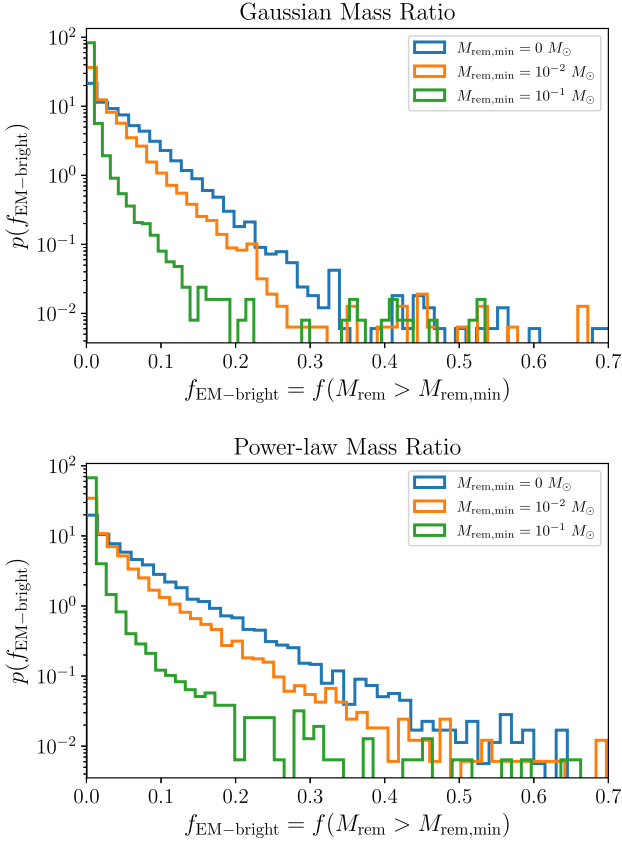 Gaussian Mass Ratio
M_rem,min = 0 M_⊙
M_rem,min = 10^−2 M_⊙
M_rem,min = 10^−1 M_⊙
p(f_EM−bright)
10^2
10^1
10^0
10^−1
10^−2
0.0 0.1 0.2 0.3 0.4 0.5 0.6 0.7
f_EM−bright = f(M_rem > M_rem,min)
Power-law Mass Ratio
M_rem,min = 0 M_⊙
M_rem,min = 10^−2 M_⊙
M_rem,min = 10^−1 M_⊙
p(f_EM−bright)
10^2
10^1
10^0
10^−1
10^−2
0.0 0.1 0.2 0.3 0.4 0.5 0.6 0.7
f_EM−bright = f(M_rem > M_rem,min)